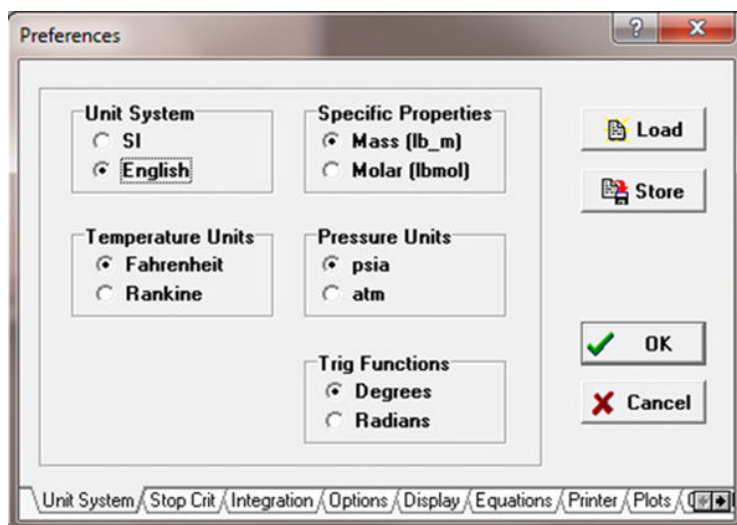 Preferences
Unit System
SI
English
Specific Properties
Mass (lb_m)
Molar (lbmol)
Temperature Units
Fahrenheit
Rankine
Pressure Units
psia
atm
Trig Functions
Degrees
Radians
Load
Store
OK
Cancel
Unit System / Stop Crit / Integration / Options / Display / Equations / Printer / Plots /